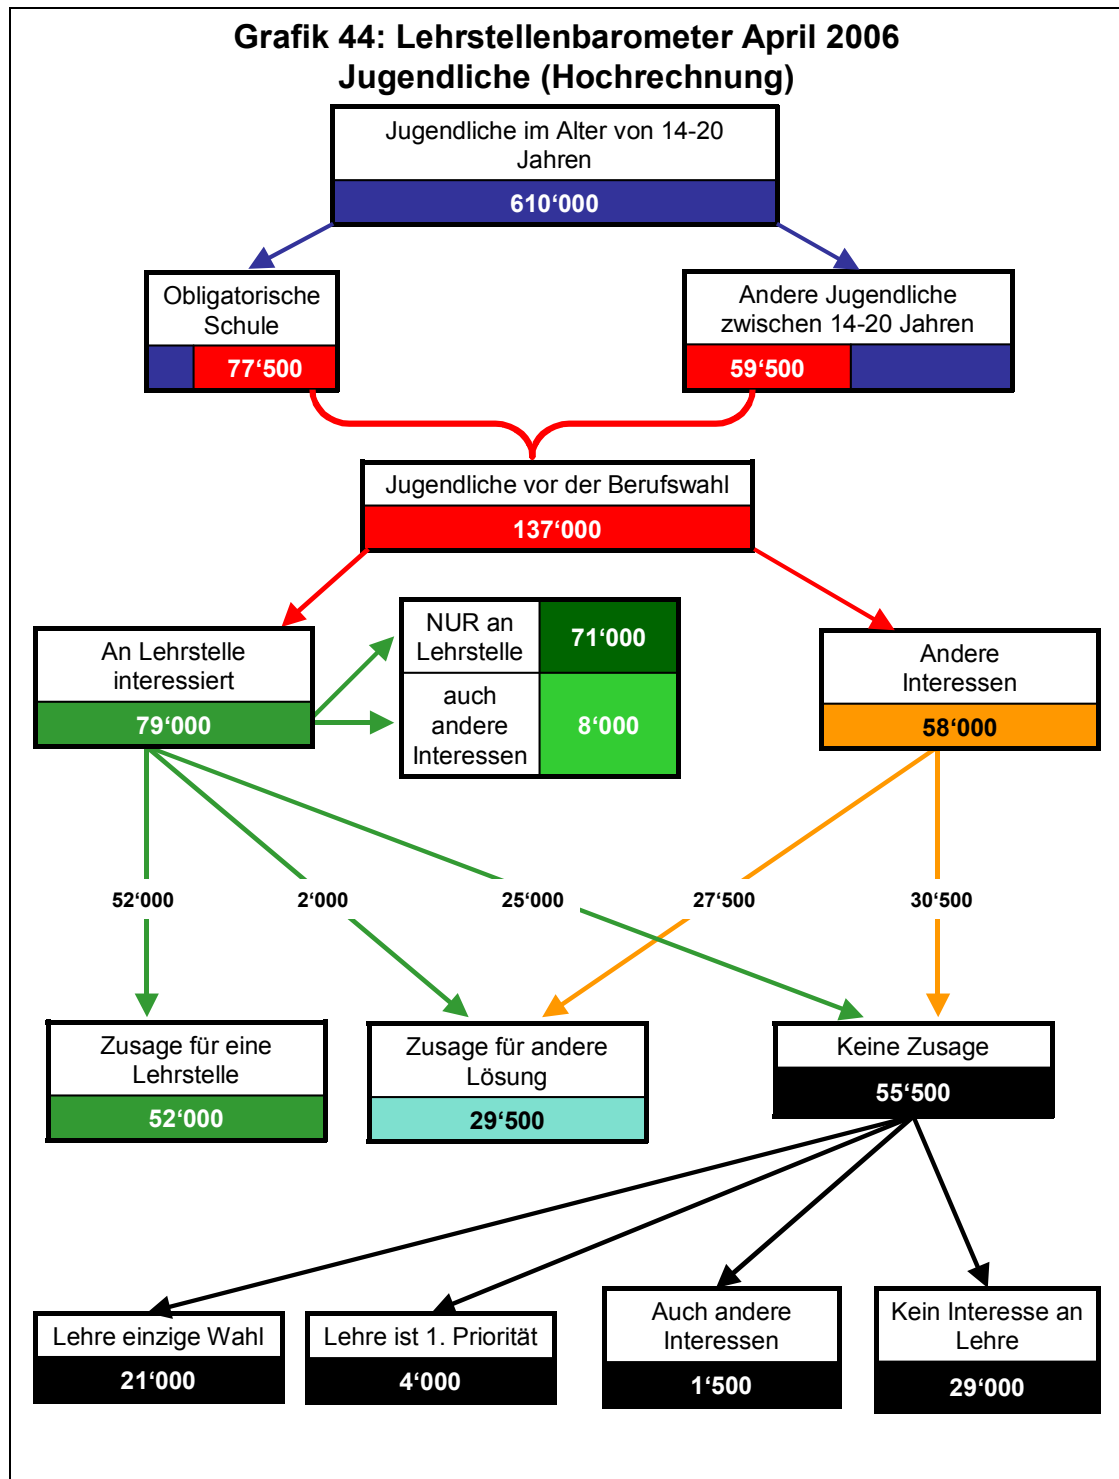 Grafik 44: Lehrstellenbarometer April 2006
Jugendliche (Hochrechnung)
Jugendliche im Alter von 14-20
Jahren
610‘000
Obligatorische
Schule
77‘500
Andere Jugendliche
zwischen 14-20 Jahren
59‘500
Jugendliche vor der Berufswahl
137‘000
An Lehrstelle
interessiert
79‘000
NUR an
Lehrstelle
71‘000
auch
andere
Interessen
8‘000
Andere
Interessen
58‘000
52‘000
2‘000
25‘000
27‘500
30‘500
Zusage für eine
Lehrstelle
52‘000
Zusage für andere
Lösung
29‘500
Keine Zusage
55‘500
Lehre einzige Wahl
21‘000
Lehre ist 1. Priorität
4‘000
Auch andere
Interessen
1‘500
Kein Interesse an
Lehre
29‘000